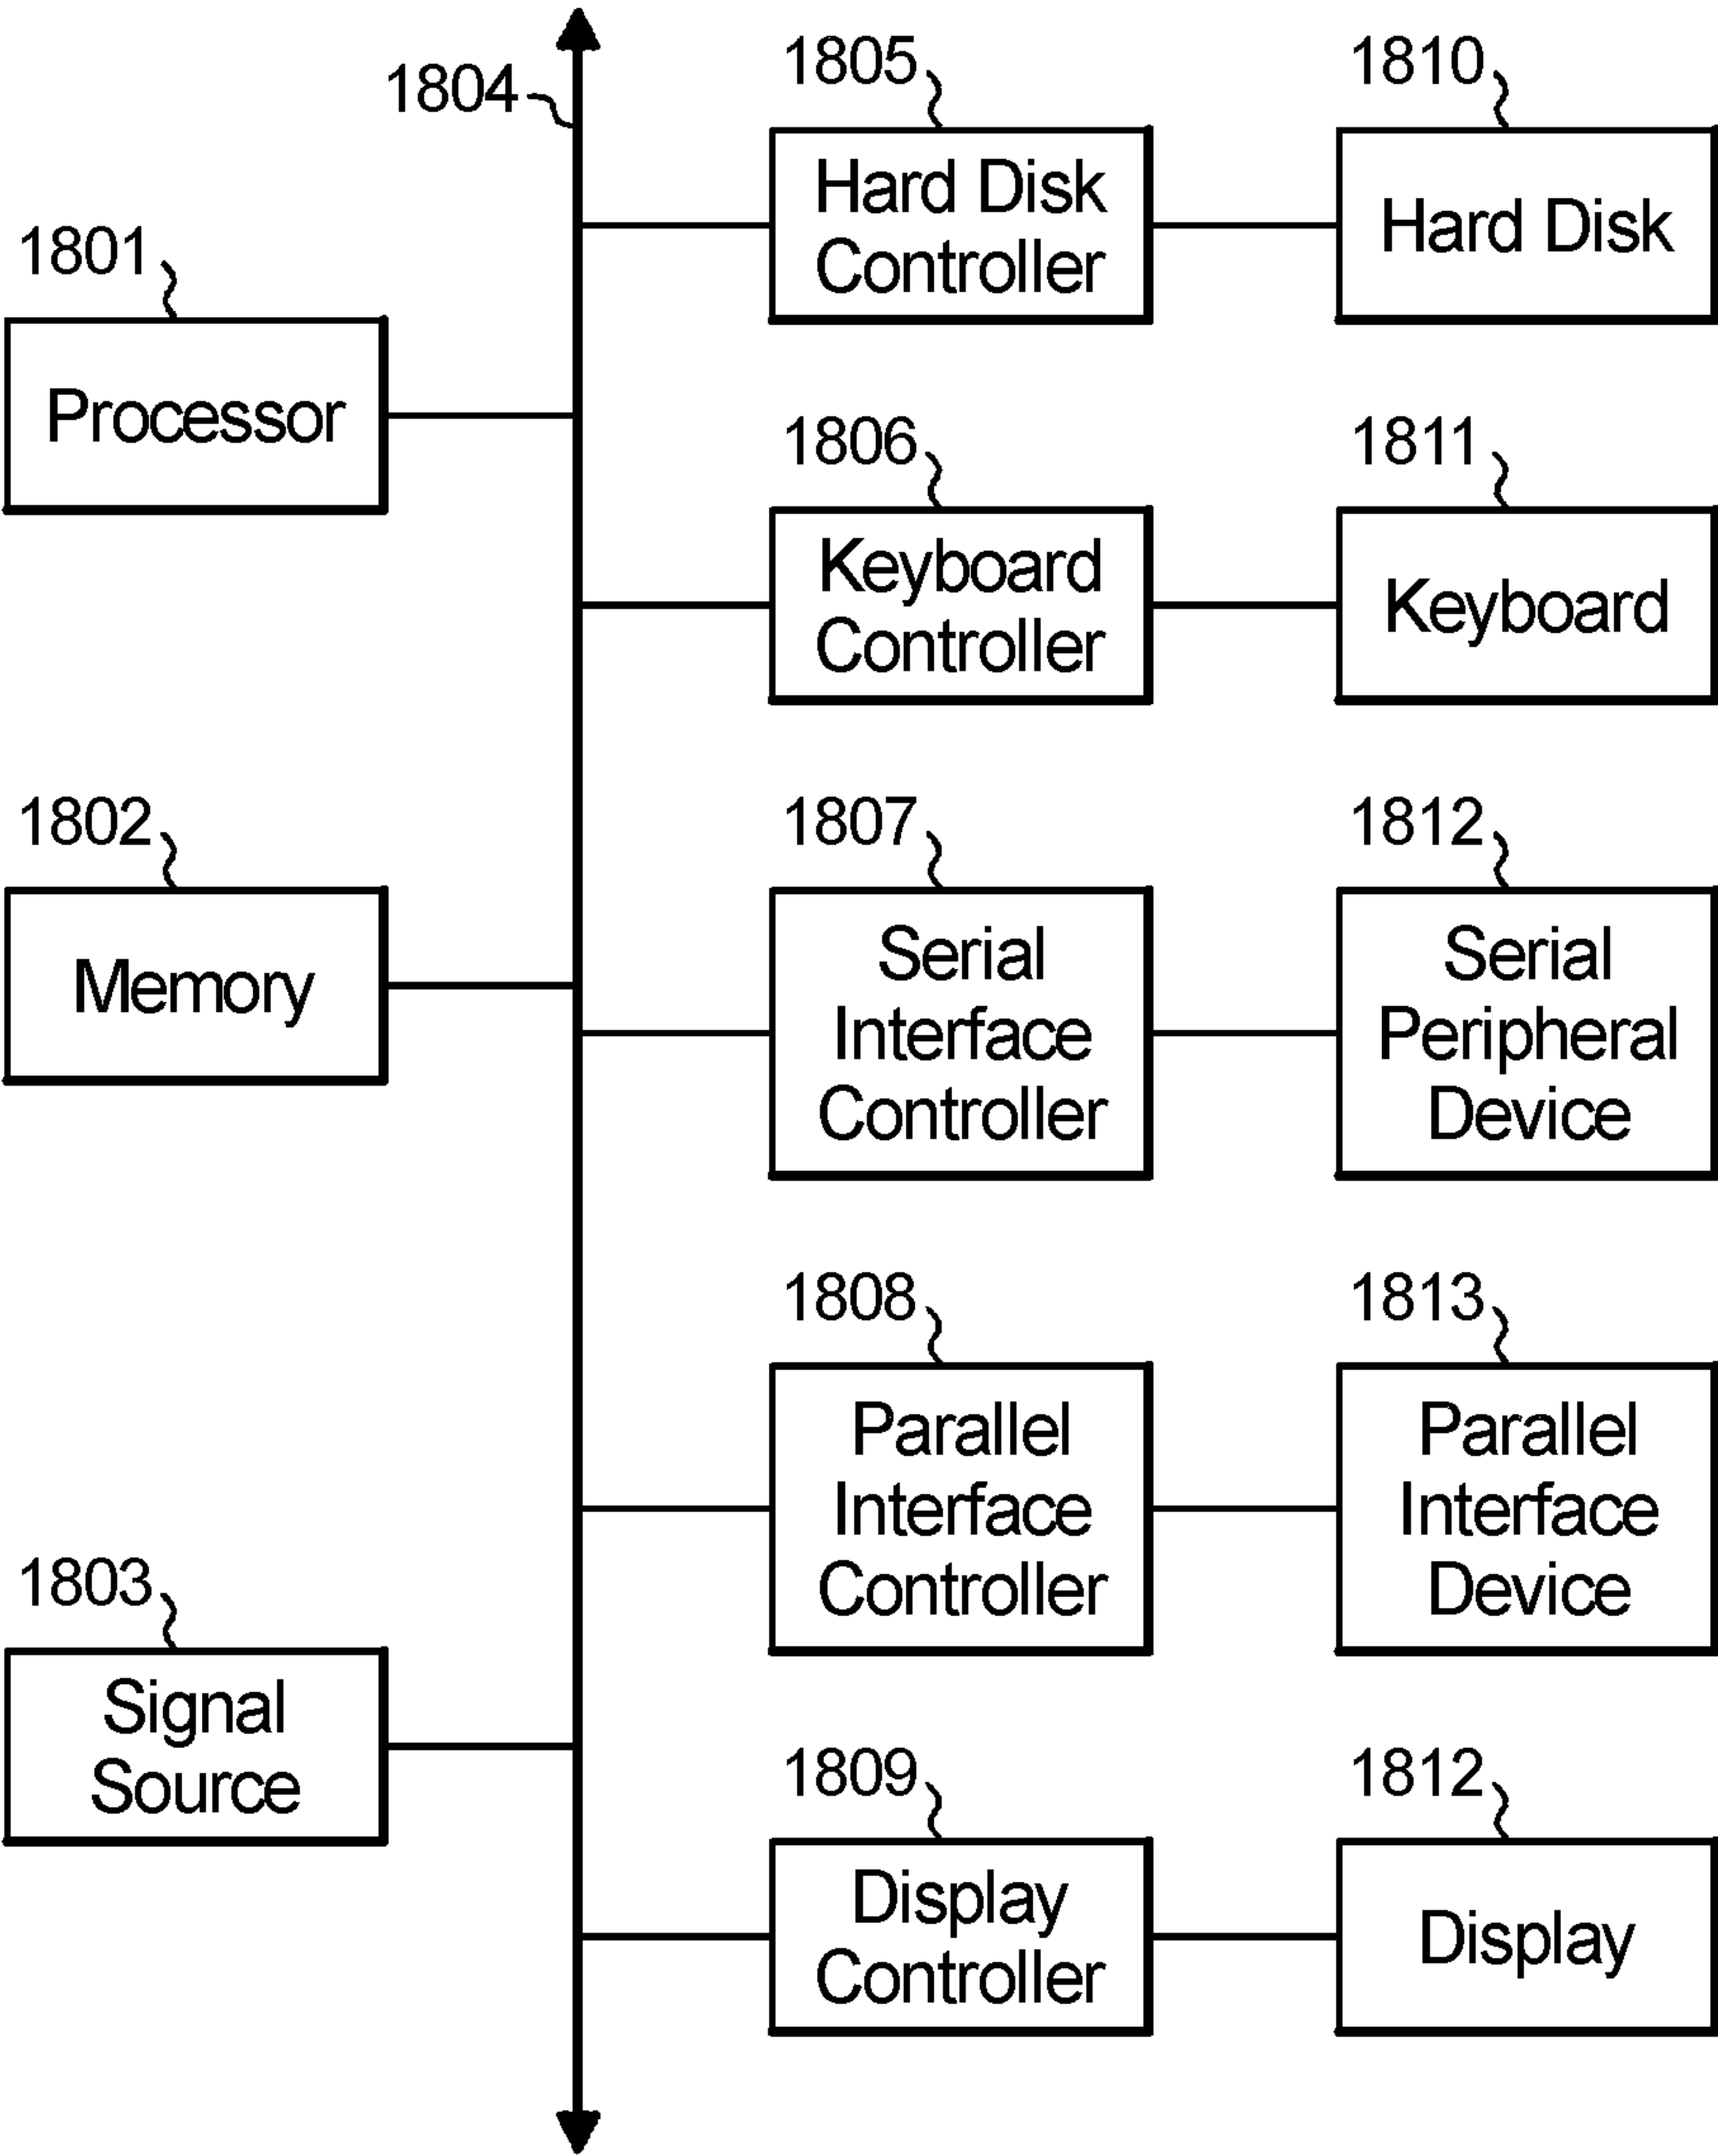 1804
1805
1810
Hard Disk
Controller
Hard Disk
1801
Processor
1806
1811
Keyboard
Controller
Keyboard
1802
Memory
1807
1812
Serial
Interface
Controller
Serial
Peripheral
Device
1808
1813
Parallel
Interface
Controller
Parallel
Interface
Device
1803
Signal
Source
1809
1812
Display
Controller
Display